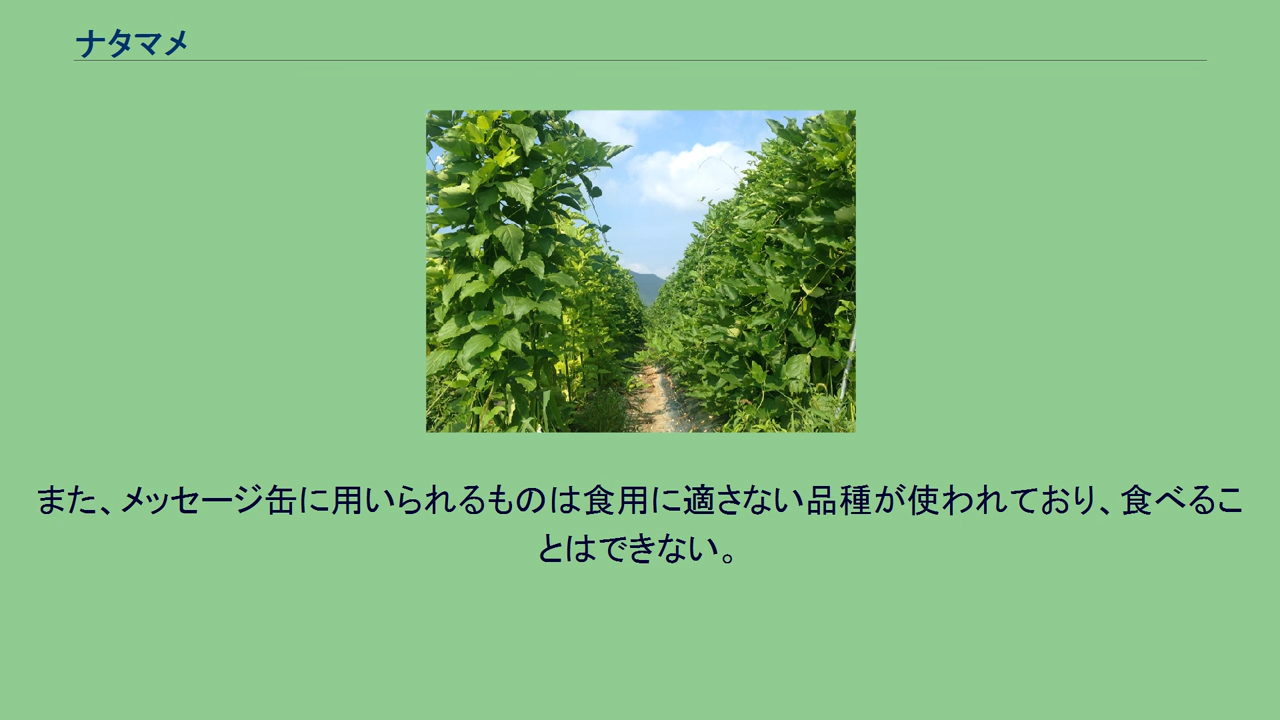 ナタマメ
また、メッセージ缶に用いられるものは食用に適さない品種が使われており、食べるこ
とはできない。